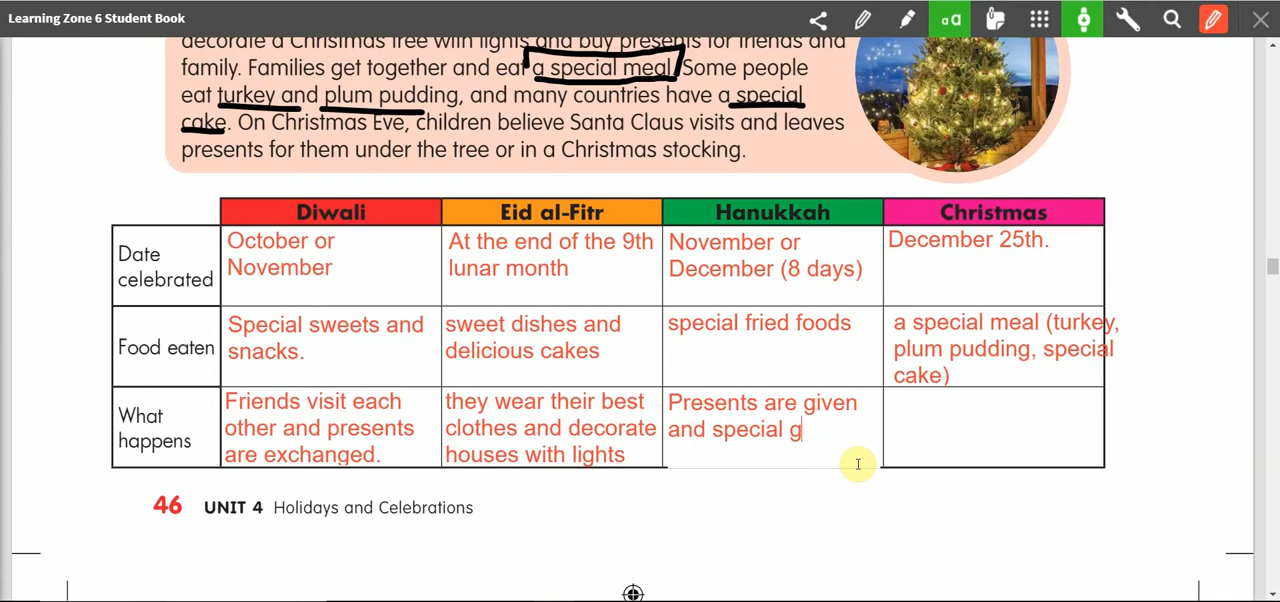 Learning Zone 6 Student Book
aa
decorate a Christmas tree with lights and buy presents for friends and
family. Families get together and eat a special meal. Some people
eat turkey and plum pudding, and many countries have a special
cake. On Christmas Eve, children believe Santa Claus visits and leaves
presents for them under the tree or in a Christmas stocking.
Diwali Eid al-Fitr Hanukkah Christmas
Date
celebrated
October or
November
At the end of the 9th
lunar month
November or
December (8 days)
December 25th.
Food eaten
Special sweets and
snacks.
sweet dishes and
delicious cakes
special fried foods
a special meal (turkey,
plum pudding, special
cake)
What
happens
Friends visit each
other and presents
are exchanged.
they wear their best
clothes and decorate
houses with lights
Presents are given
and special g
46 UNIT 4 Holidays and Celebrations